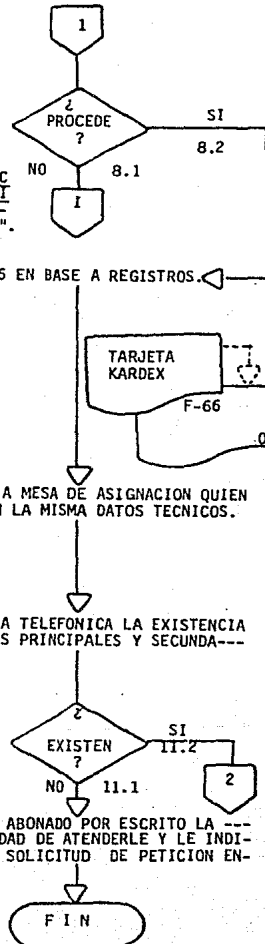 1
¿
PROCEDE
?
SI
8.2
NO 8.1
C
I
I
".
6 EN BASE A REGISTROS.
TARJETA
KARDEX
F-66
A MESA DE ASIGNACION QUIEN
LA MISMA DATOS TECNICOS.
A TELEFONICA LA EXISTENCIA
S PRINCIPALES Y SECUNDA---
¿
EXISTEN
?
SI
11.2
2
NO 11.1
ABONADO POR ESCRITO LA ---
DAD DE ATENDERLE Y LE INDI-
SOLICITUD DE PETICION EN-
F I N